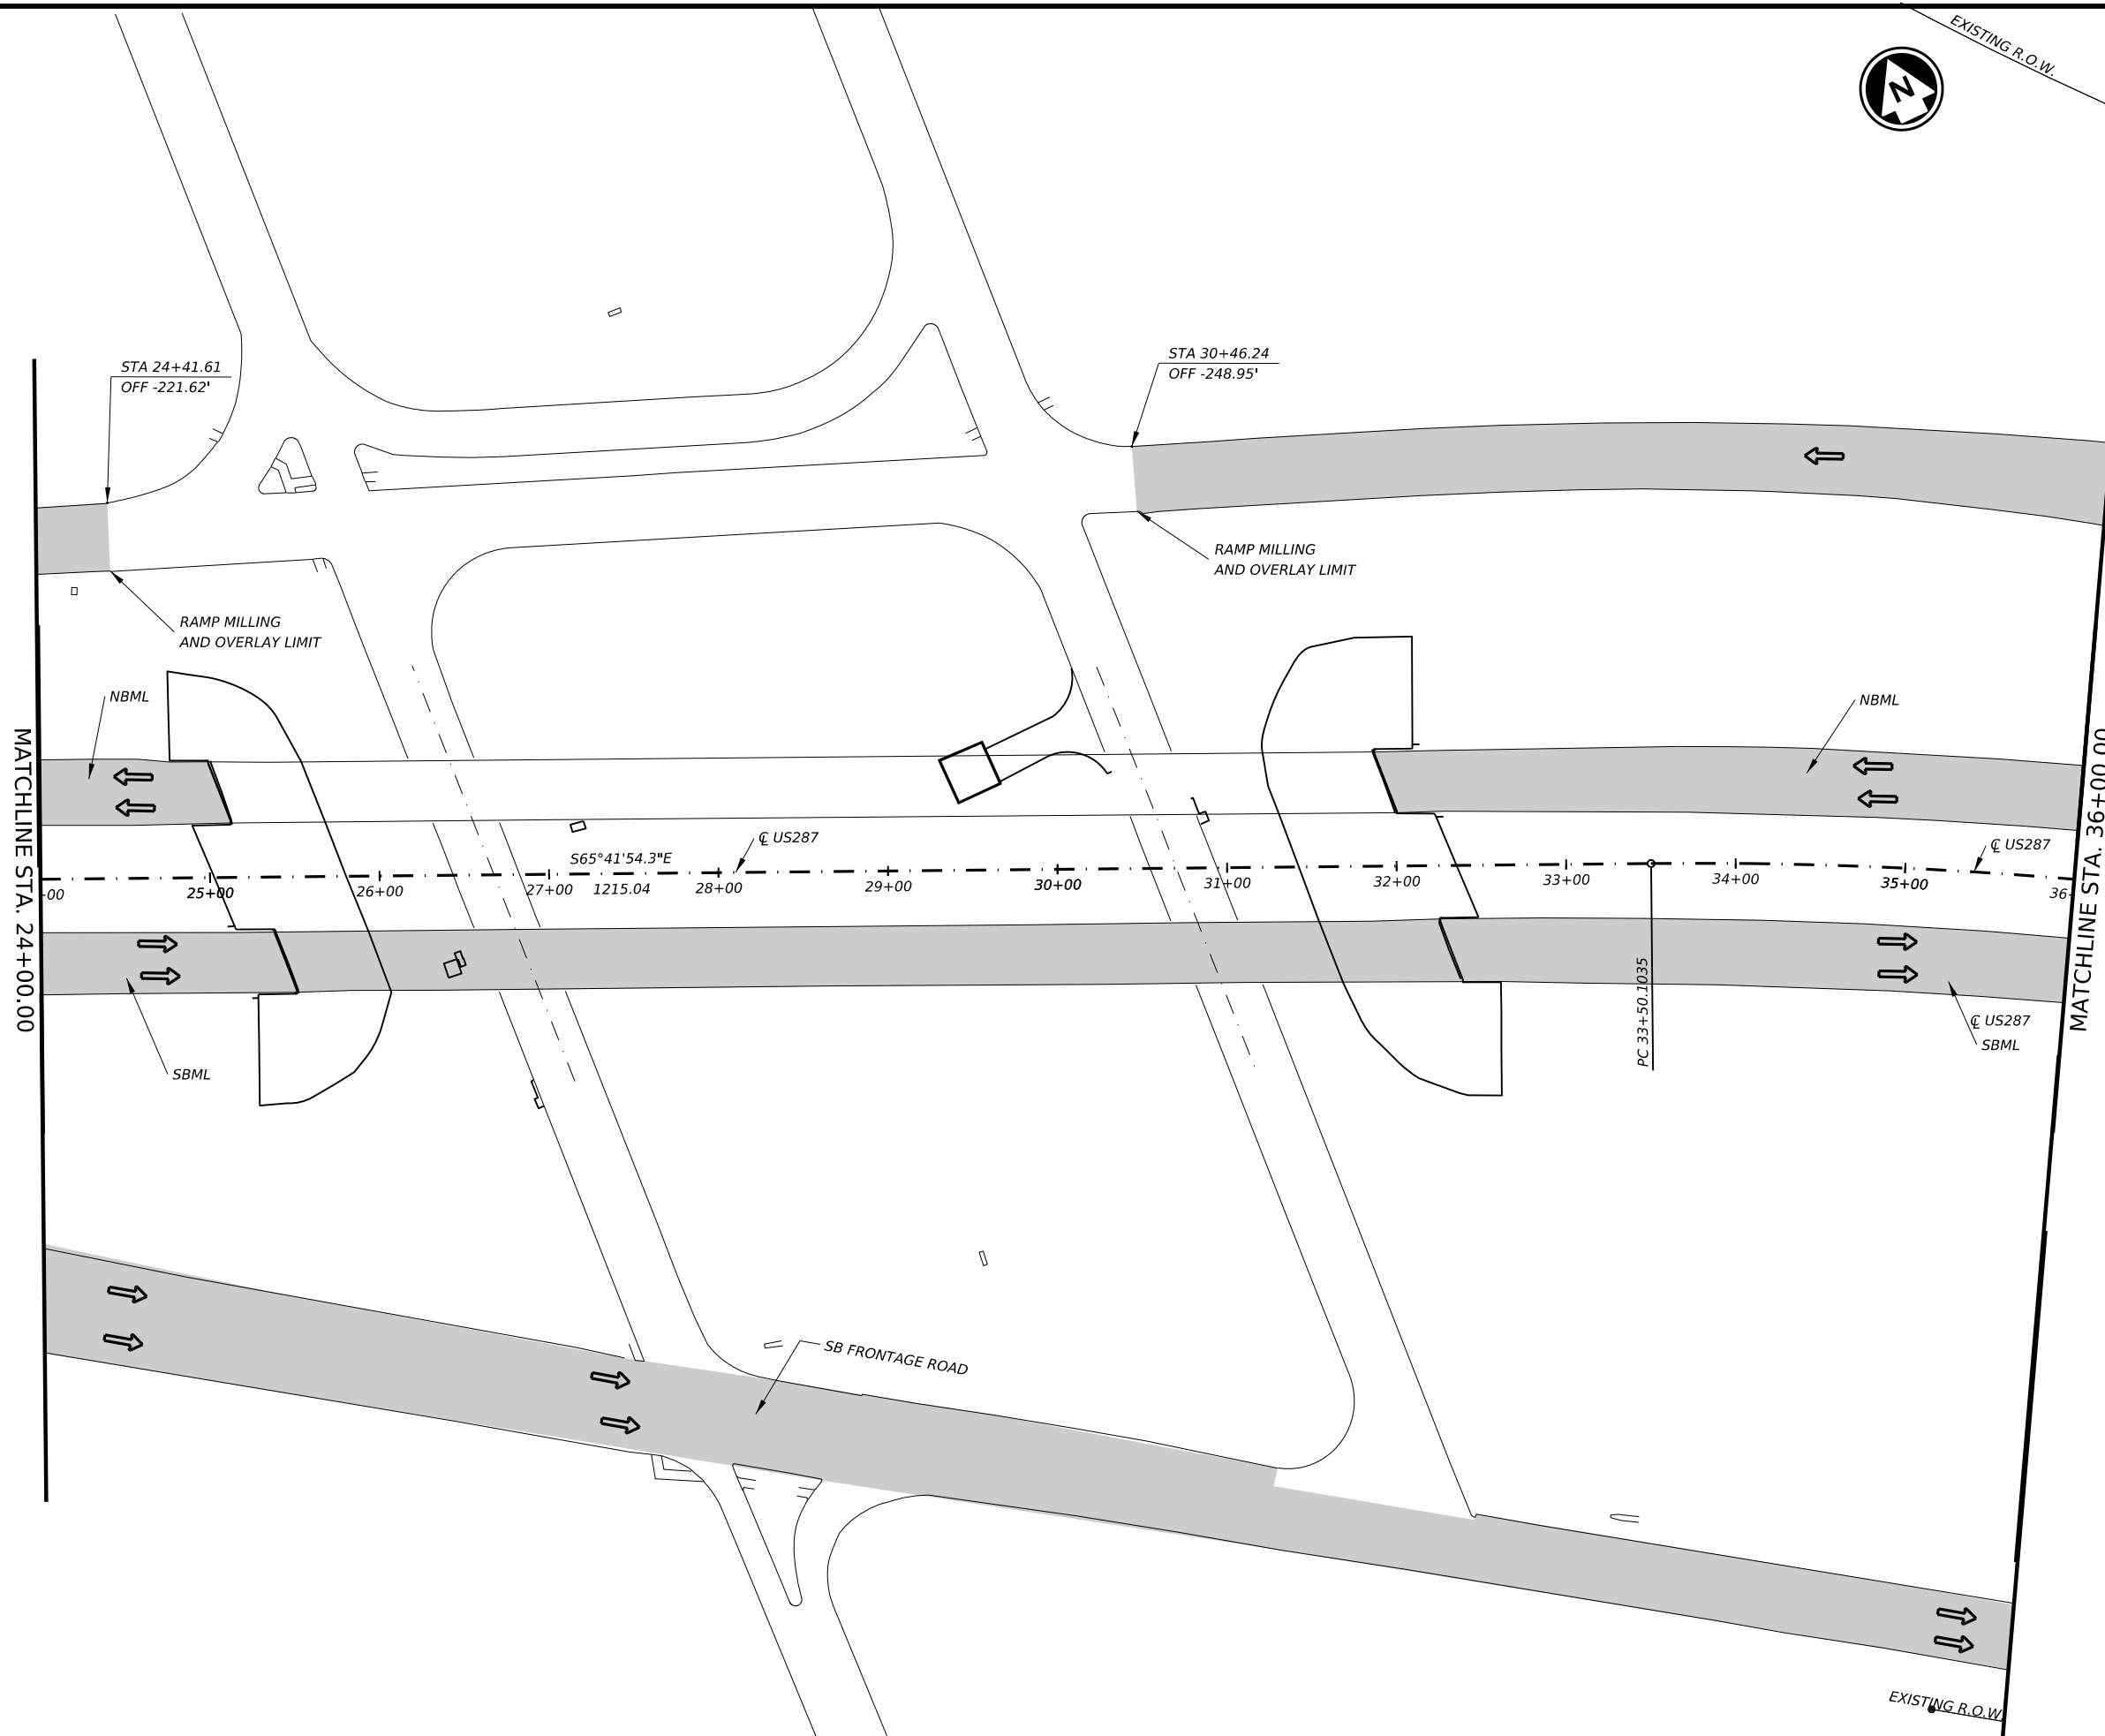 EXISTING R.O.W.
N
STA 24+41.61
OFF -221.62'
STA 30+46.24
OFF -248.95'
RAMP MILLING
AND OVERLAY LIMIT
RAMP MILLING
AND OVERLAY LIMIT
NBML
NBML
MATCHLINE STA. 24+00.00
MATCHLINE STA. 36+00.00
℄ US287
℄ US287
S65°41'54.3"E
1215.04
+00
25+00
26+00
27+00
28+00
29+00
30+00
31+00
32+00
33+00
34+00
35+00
36+
PC 33+50.1035
℄ US287
SBML
SBML
SB FRONTAGE ROAD
EXISTING R.O.W.